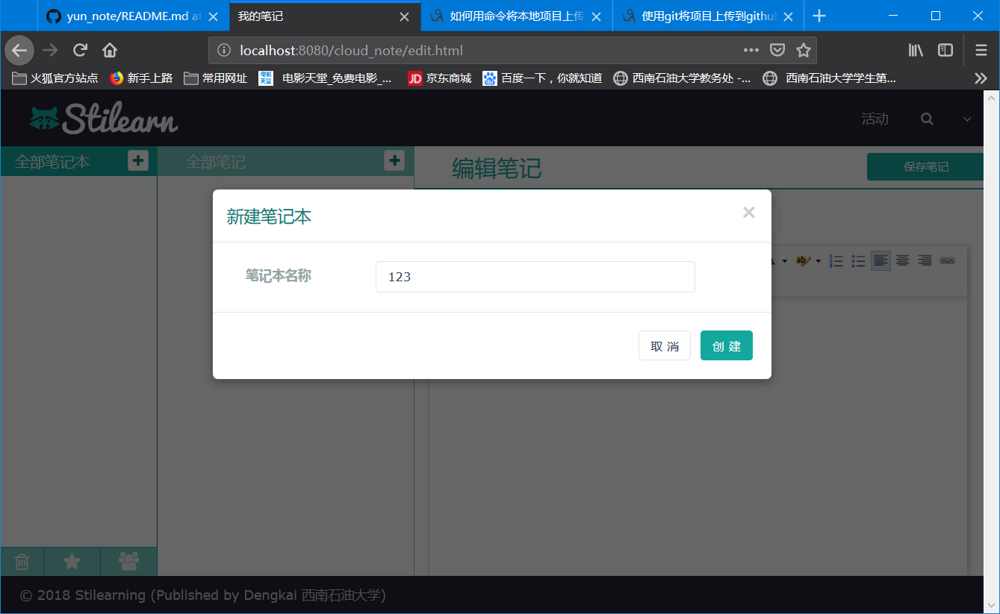 yun_note/README.md at
我的笔记
如何用命令将本地项目上传
使用git将项目上传到github
localhost:8080/cloud_note/edit.html
火狐官方站点
新手上路
常用网址
电影天堂
电影天堂_免费电影_...
JD
京东商城
百度一下，你就知道
西南石油大学教务处 -...
西南石油大学学生第...
Stilearn
活动
全部笔记本
全部笔记
编辑笔记
保存笔记
新建笔记本
笔记本名称
123
取 消
创 建
© 2018 Stilearning (Published by Dengkai 西南石油大学)